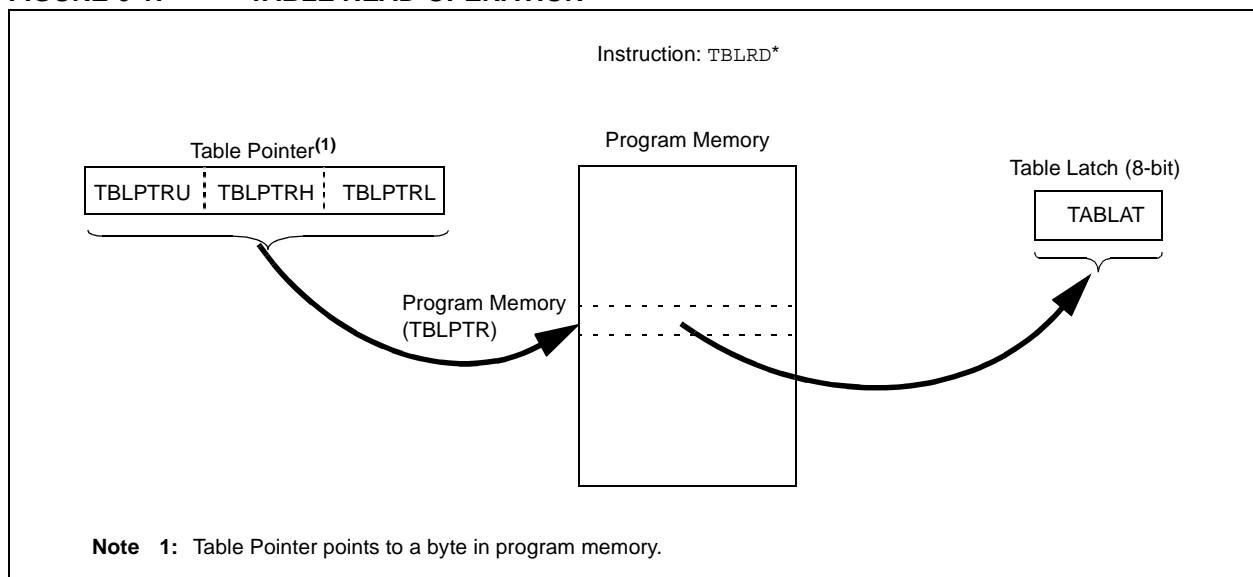 Instruction: TBLRD*
Table Pointer(1)
TBLPTRU TBLPTRH TBLPTRL
Program Memory
Table Latch (8-bit)
TABLAT
Program Memory
(TBLPTR)
Note 1: Table Pointer points to a byte in program memory.